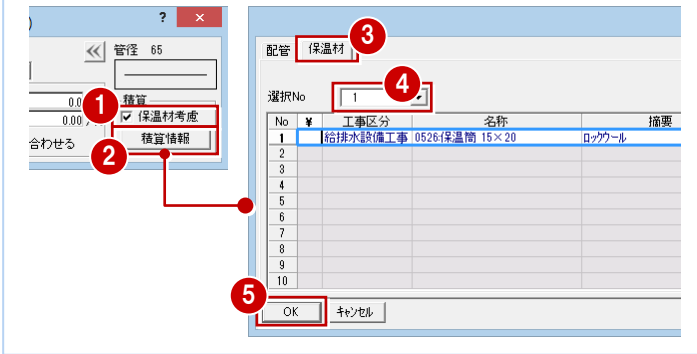 )
? ×
管径 65
積算
0.0
1
保温材考慮
0.00
合わせる
積算情報
2
3
配管 保温材
4
選択No 1
No ¥ 工事区分 名称 摘要
1 給排水設備工事 0526:保温筒 15×20 ロックウール
2
3
4
5
6
7
8
9
10
5
OK キャンセル